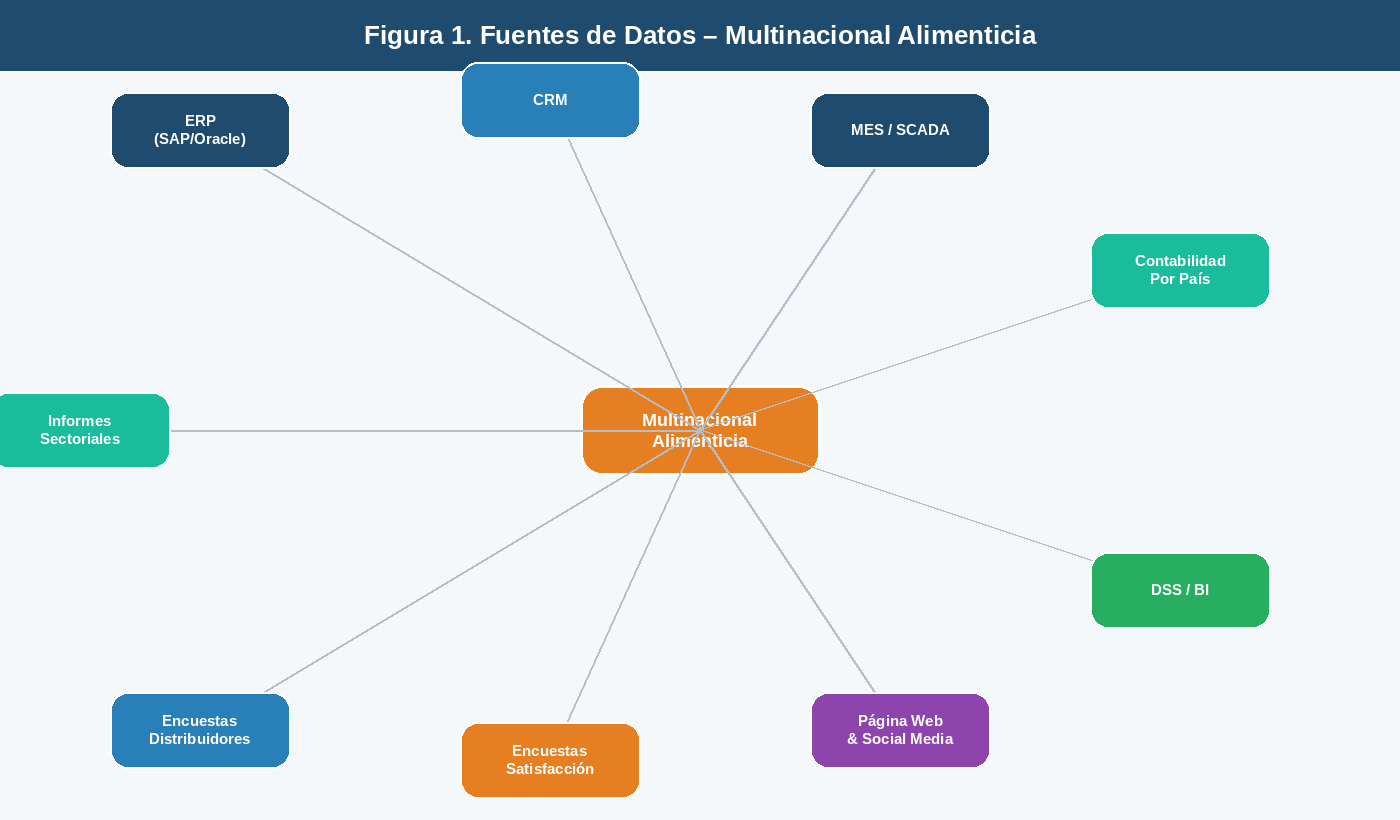 Figura 1. Fuentes de Datos – Multinacional Alimenticia
CRM
ERP
(SAP/Oracle)
MES / SCADA
Contabilidad
Por País
Informes
Sectoriales
Multinacional
Alimenticia
DSS / BI
Encuestas
Distribuidores
Encuestas
Satisfacción
Página Web
& Social Media